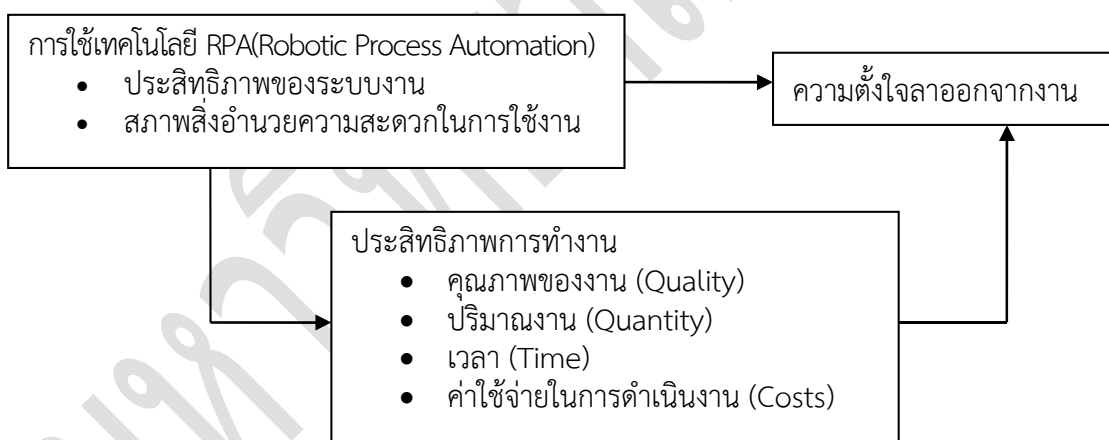 การใช้เทคโนโลยี RPA(Robotic Process Automation)
• ประสิทธิภาพของระบบงาน
• สภาพสิ่งอำนวยความสะดวกในการใช้งาน
ความตั้งใจลาออกจากงาน
ประสิทธิภาพการทำงาน
• คุณภาพของงาน (Quality)
• ปริมาณงาน (Quantity)
• เวลา (Time)
• ค่าใช้จ่ายในการดำเนินงาน (Costs)